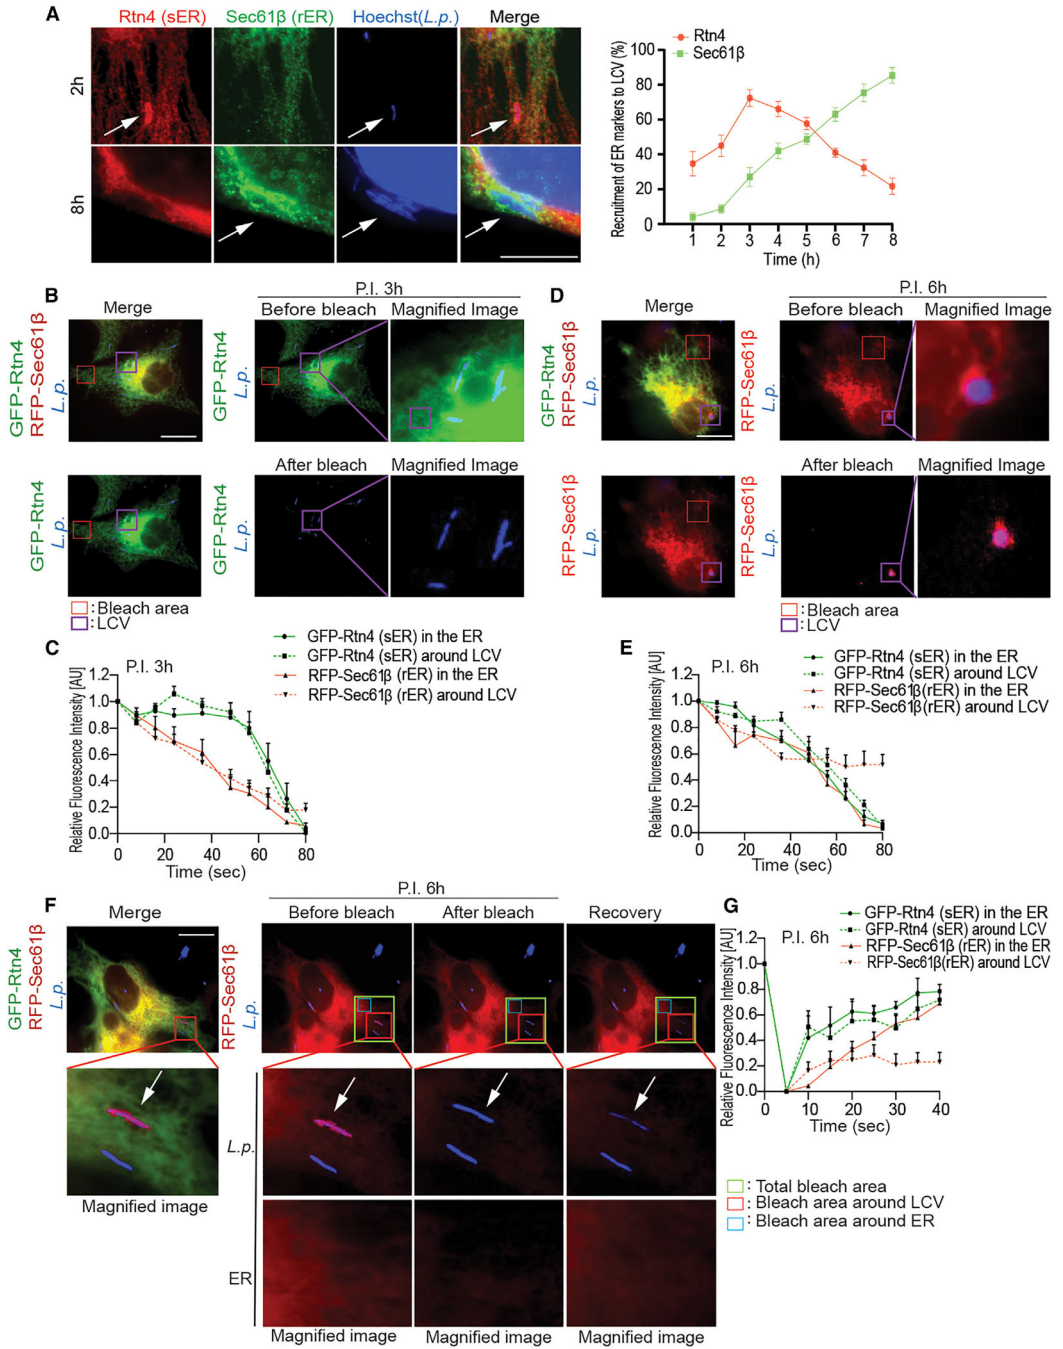 A
Rtn4 (sER) Sec61β (rER) Hoechst(L.p.) Merge
2h
8h
Rtn4
Sec61β
Recruitment of ER markers to LCV (%)
100
80
60
40
20
0
1 2 3 4 5 6 7 8
Time (h)
B
P.I. 3h
Merge Before bleach Magnified Image
GFP-Rtn4
RFP-Sec61β
L.p.
GFP-Rtn4
L.p.
After bleach Magnified Image
GFP-Rtn4
L.p.
GFP-Rtn4
L.p.
: Bleach area
: LCV
D
P.I. 6h
Merge Before bleach Magnified Image
GFP-Rtn4
RFP-Sec61β
L.p.
RFP-Sec61β
L.p.
After bleach Magnified Image
RFP-Sec61β
L.p.
RFP-Sec61β
L.p.
: Bleach area
: LCV
C
P.I. 3h
GFP-Rtn4 (sER) in the ER
GFP-Rtn4 (sER) around LCV
RFP-Sec61β (rER) in the ER
RFP-Sec61β (rER) around LCV
Relative Fluorescence Intensity [AU]
1.2
1.0
0.8
0.6
0.4
0.2
0.0
0 20 40 60 80
Time (sec)
E
P.I. 6h
GFP-Rtn4 (sER) in the ER
GFP-Rtn4 (sER) around LCV
RFP-Sec61β(rER) in the ER
RFP-Sec61β(rER) around LCV
Relative Fluorescence Intensity [AU]
1.2
1.0
0.8
0.6
0.4
0.2
0.0
0 20 40 60 80
Time (sec)
F
P.I. 6h
Merge Before bleach After bleach Recovery
GFP-Rtn4
RFP-Sec61β
L.p.
RFP-Sec61β
L.p.
L.p.
Magnified image
ER
Magnified image Magnified image Magnified image
G
P.I. 6h
GFP-Rtn4 (sER) in the ER
GFP-Rtn4 (sER) around LCV
RFP-Sec61β (rER) in the ER
RFP-Sec61β(rER) around LCV
Relative Fluorescence Intensity [AU]
1.2
1.0
0.8
0.6
0.4
0.2
0.0
0 10 20 30 40
Time (sec)
: Total bleach area
: Bleach area around LCV
: Bleach area around ER